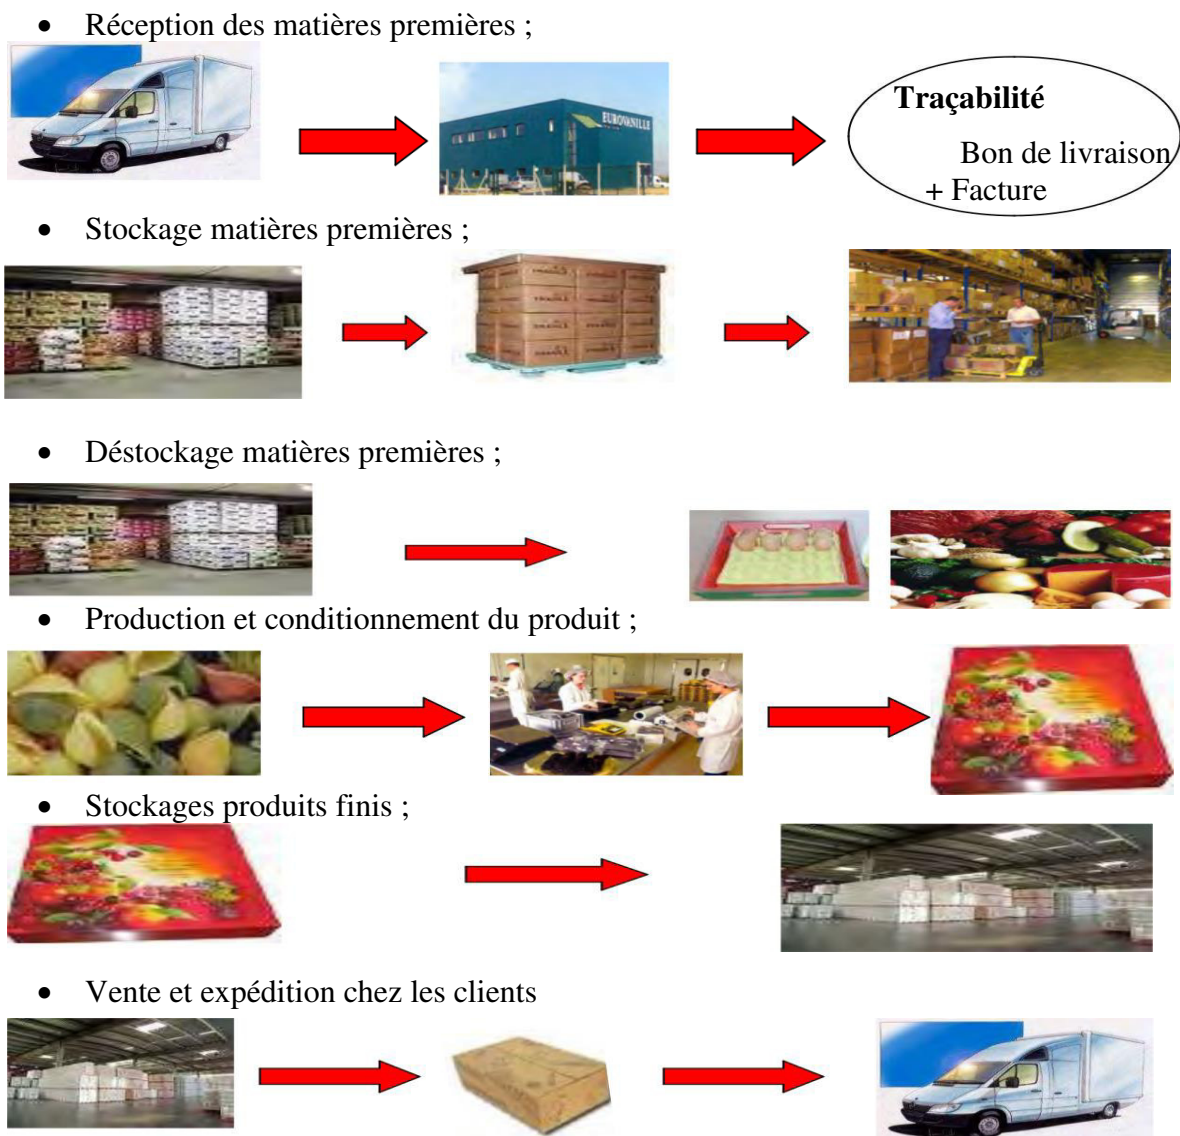 • Réception des matières premières ;
EUROVANILLE
Traçabilité
Bon de livraison
+ Facture
• Stockage matières premières ;
• Déstockage matières premières ;
• Production et conditionnement du produit ;
• Stockages produits finis ;
• Vente et expédition chez les clients